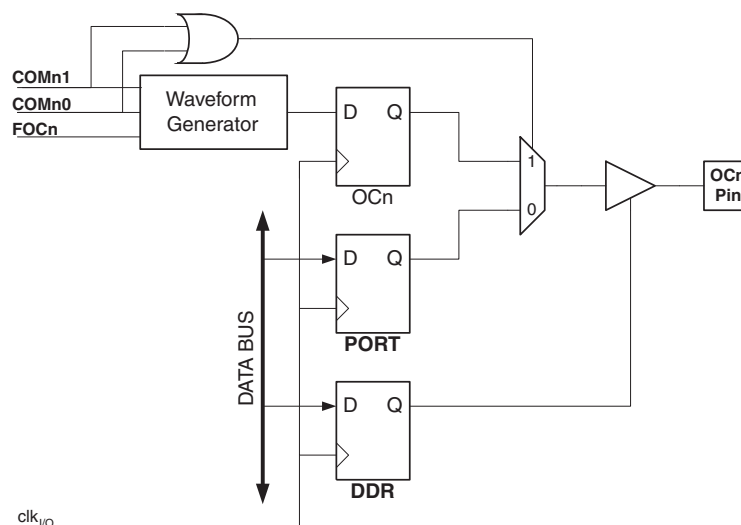 COMn1
COMn0
FOCn
Waveform
Generator
D Q
OCn
1
0
OCn
Pin
D Q
PORT
D Q
DDR
DATA BUS
clkI/O